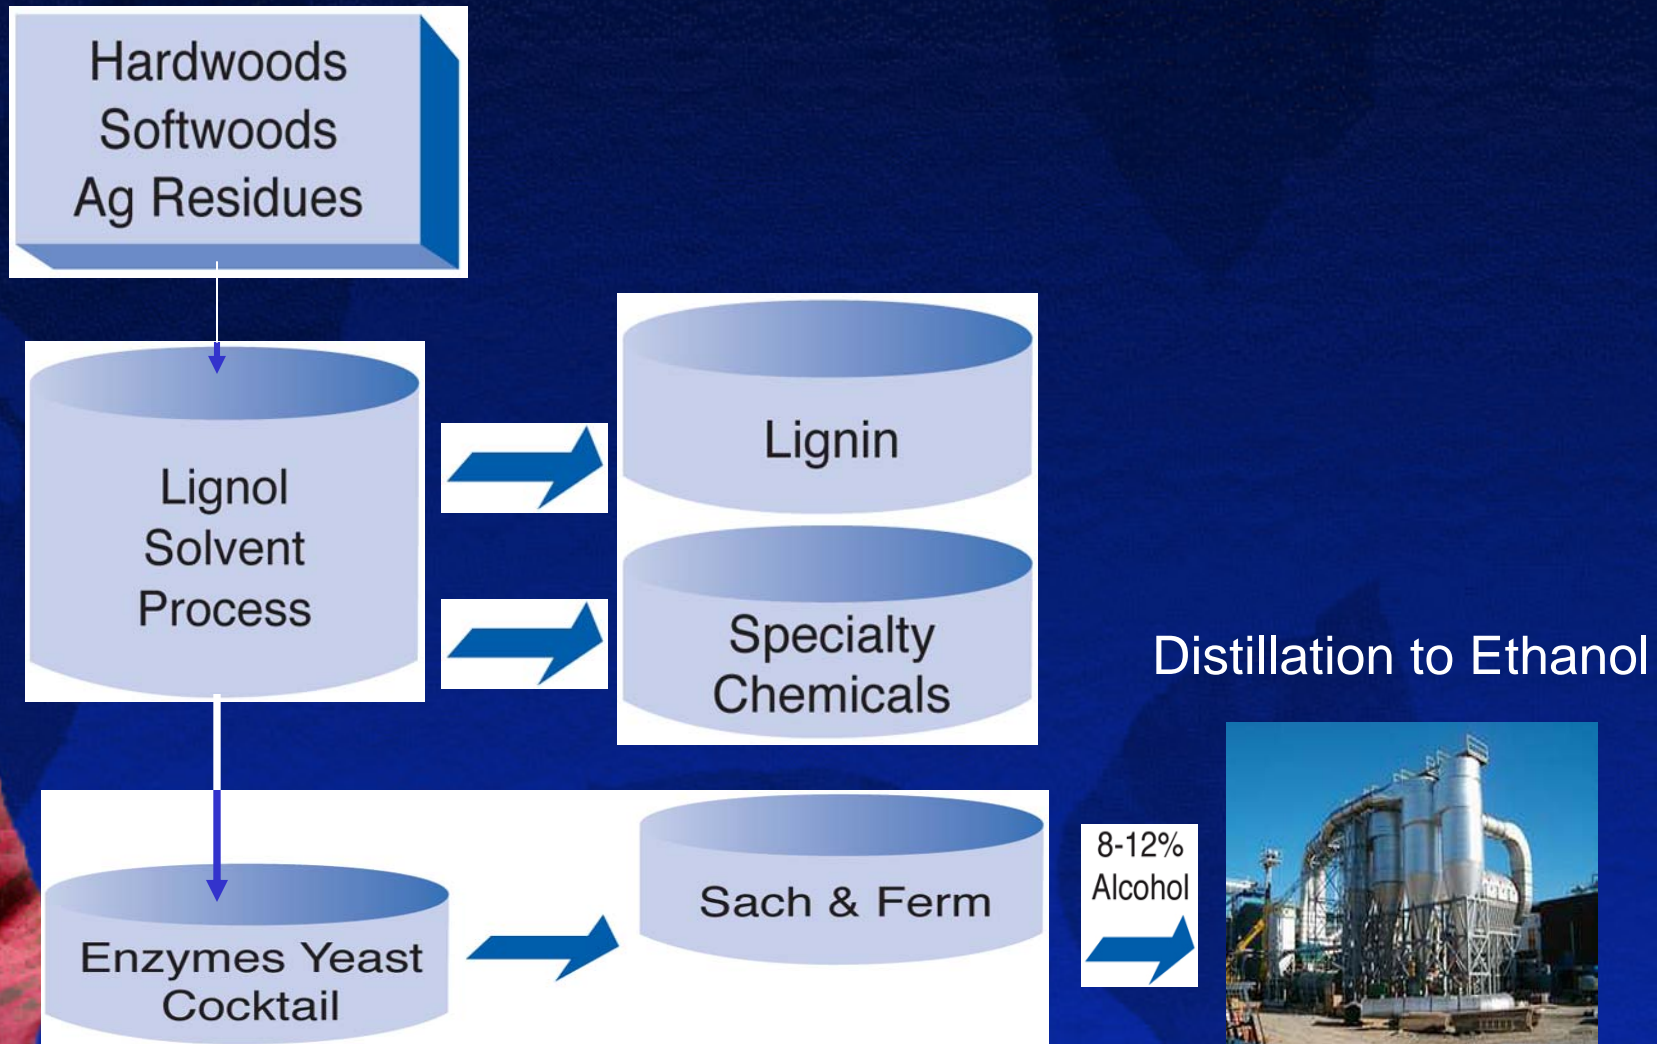 Hardwoods
Softwoods
Ag Residues
Lignol
Solvent
Process
Lignin
Specialty
Chemicals
Distillation to Ethanol
Enzymes Yeast
Cocktail
Sach & Ferm
8-12%
Alcohol